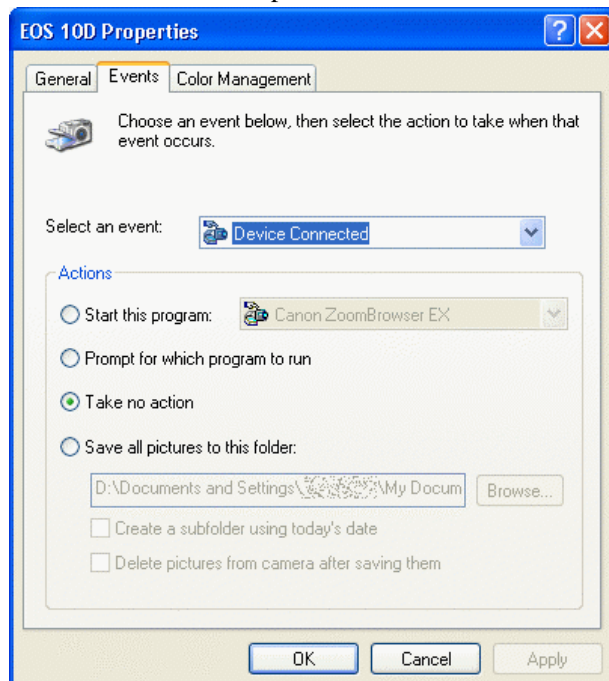 EOS 10D Properties
General Events Color Management
Choose an event below, then select the action to take when that
event occurs.
Select an event: Device Connected
Actions
Start this program: Canon ZoomBrowser EX
Prompt for which program to run
Take no action
Save all pictures to this folder:
D:\Documents and Settings\ \My Docum Browse...
Create a subfolder using today's date
Delete pictures from camera after saving them
OK Cancel Apply